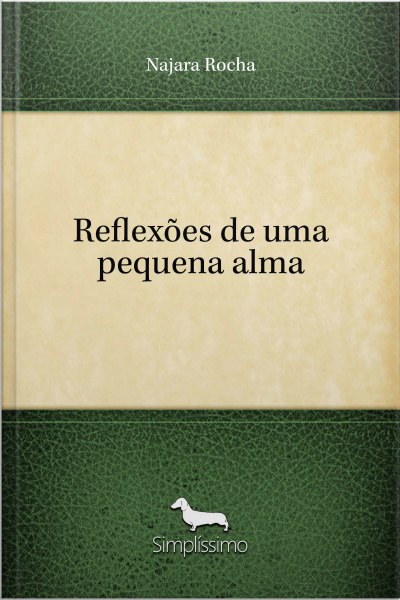 Najara Rocha
Reflexões de uma
pequena alma
Simplíssimo